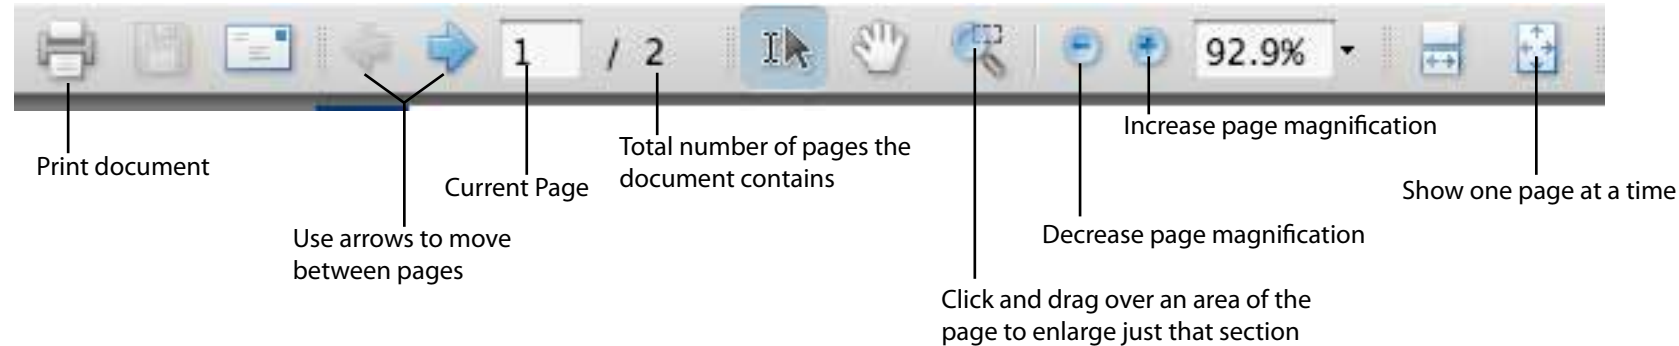 1 / 2 92.9%
Print document
Use arrows to move
between pages
Current Page
Total number of pages the
document contains
Click and drag over an area of the
page to enlarge just that section
Decrease page magnification
Increase page magnification
Show one page at a time